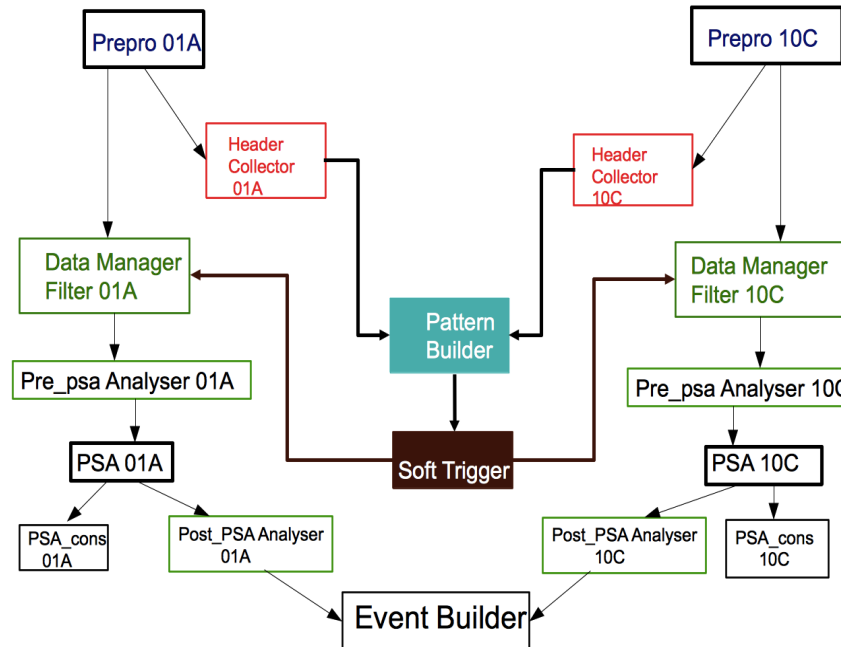 Prepro 01A
Prepro 10C
Header
Collector
01A
Header
Collector
10C
Data Manager
Filter 01A
Data Manager
Filter 10C
Pattern
Builder
Pre_psa Analyser 01A
Pre_psa Analyser 10C
Soft Trigger
PSA 01A
PSA 10C
PSA_cons
01A
Post_PSA Analyser
01A
Post_PSA Analyser
10C
PSA_cons
10C
Event Builder